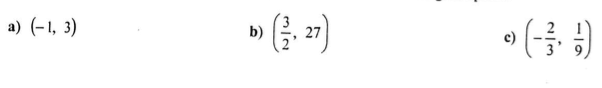 a) (−1, 3) b) (3/2, 27) c) (−2/3, 1/9)